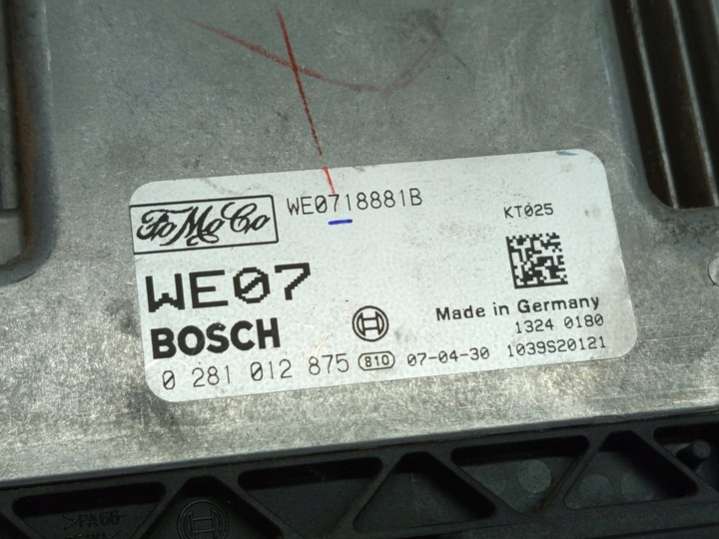 FoMoCo WE0718881B
KT025
WE07
BOSCH
Made in Germany
1324 0180
0 281 012 875 810 07-04-30 1039S20121
>PA66